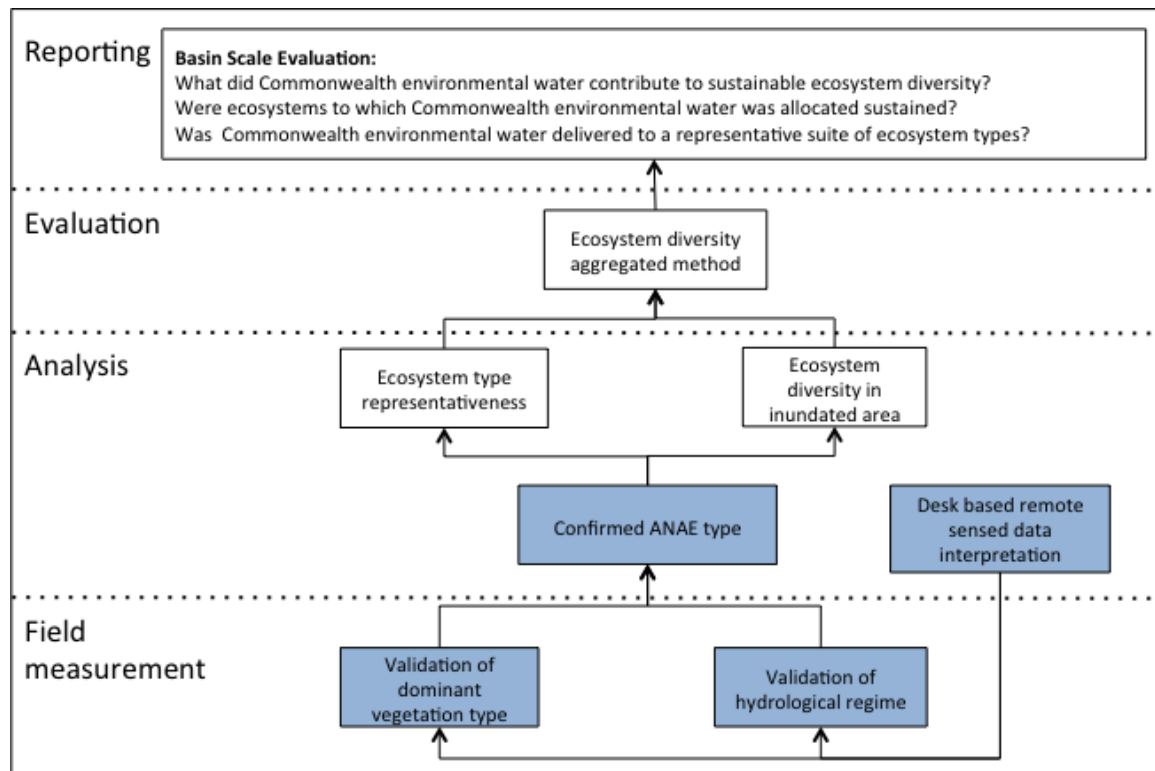 Reporting
Basin Scale Evaluation:
What did Commonwealth environmental water contribute to sustainable ecosystem diversity?
Were ecosystems to which Commonwealth environmental water was allocated sustained?
Was Commonwealth environmental water delivered to a representative suite of ecosystem types?
Evaluation
Ecosystem diversity
aggregated method
Analysis
Ecosystem type
representativeness
Ecosystem
diversity in
inundated area
Confirmed ANAE type
Desk based remote
sensed data
interpretation
Field
measurement
Validation of
dominant
vegetation type
Validation of
hydrological regime